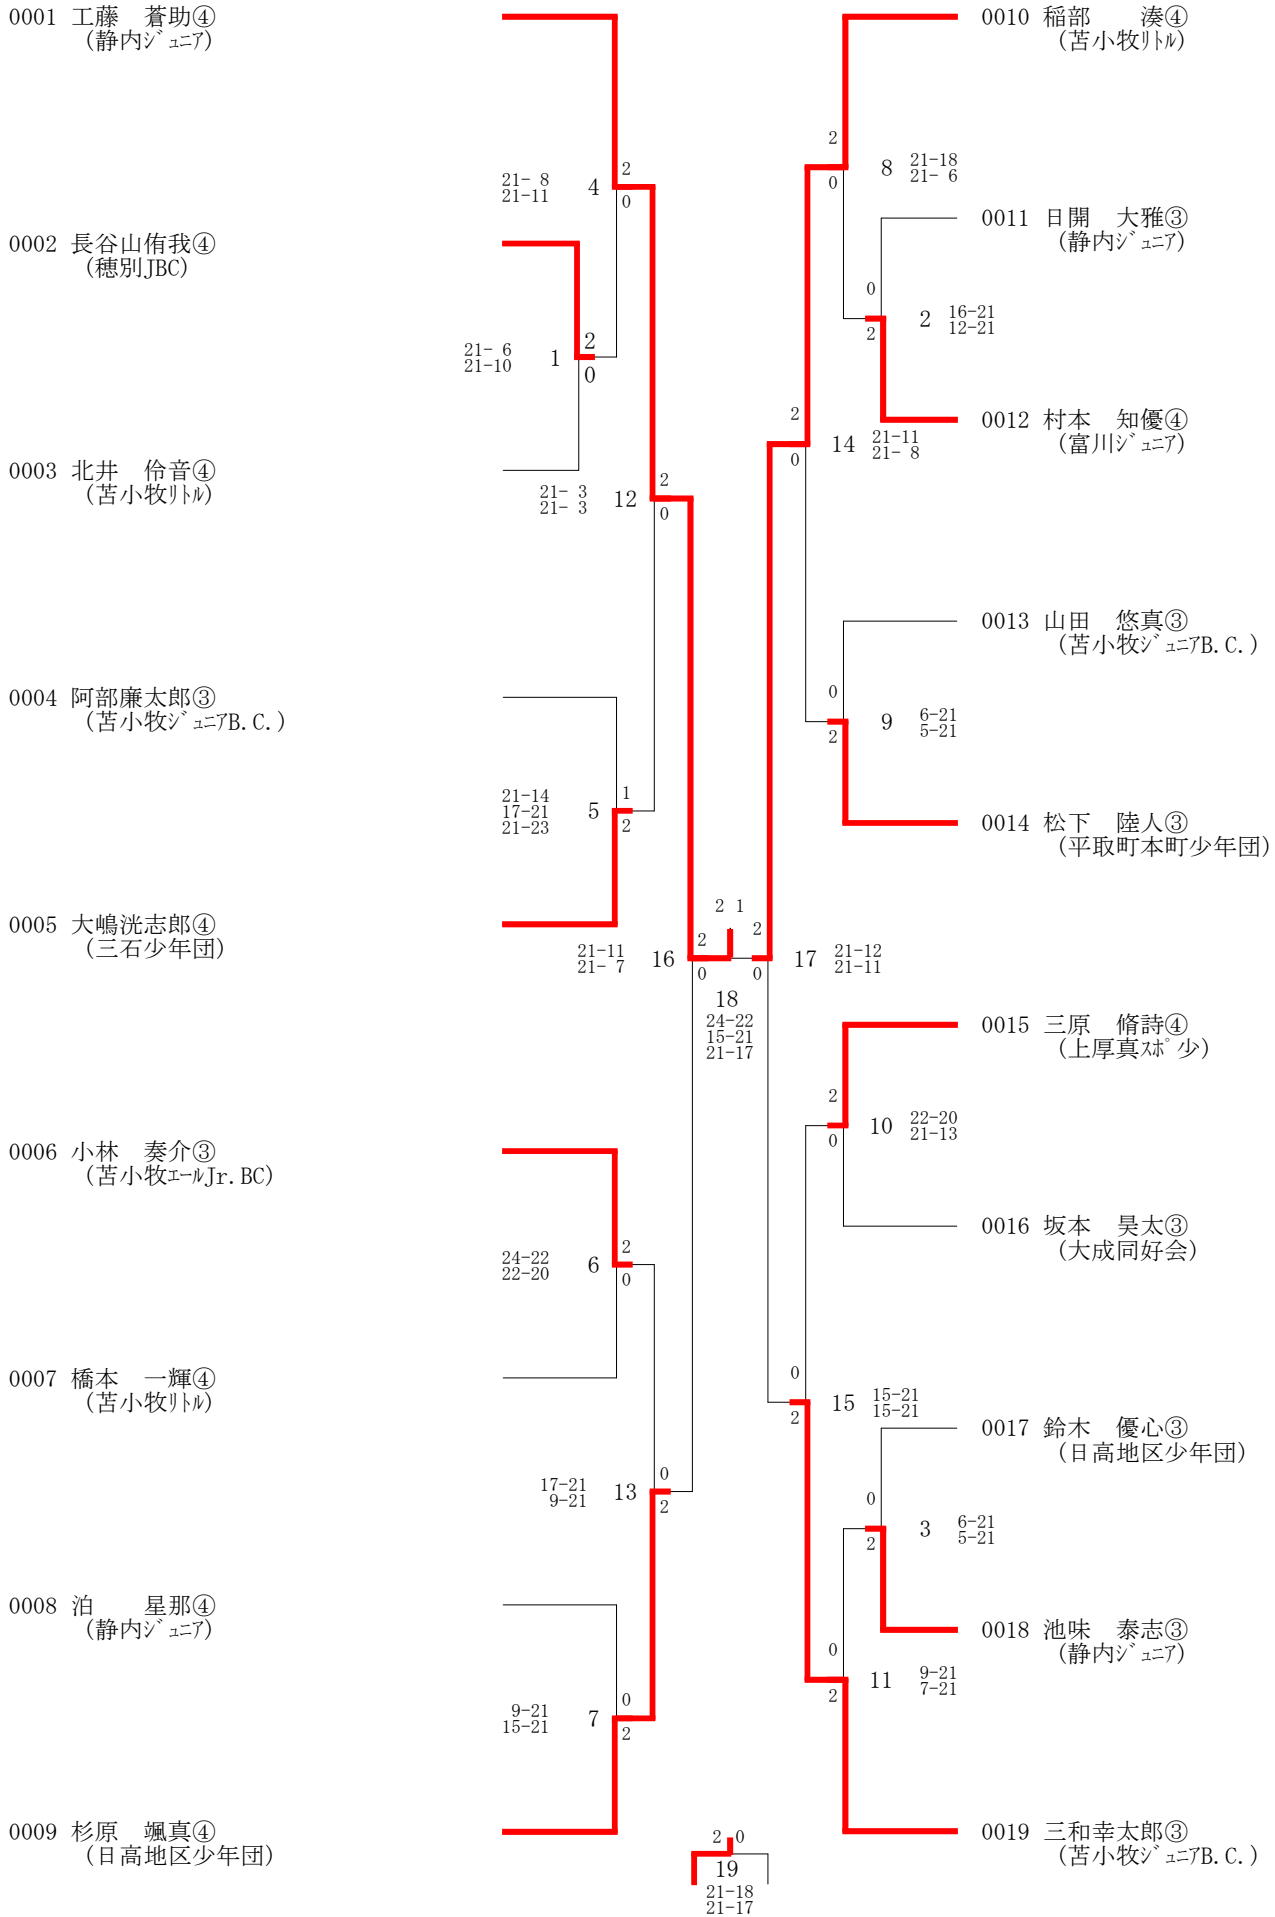 0001 工藤　蒼助④
(静内ジュニア)
21- 8
21-11
4
2
0
0002 長谷山侑我④
(穂別JBC)
21- 6
21-10
1
2
0
0003 北井　伶音④
(苫小牧リトル)
21- 3
21- 3
12
2
0
0004 阿部廉太郎③
(苫小牧ジュニアB.C.)
21-14
17-21
21-23
5
1
2
0005 大嶋洸志郎④
(三石少年団)
21-11
21- 7
16
2
0
0006 小林　奏介③
(苫小牧エールJr.BC)
24-22
22-20
6
2
0
0007 橋本　一輝④
(苫小牧リトル)
17-21
9-21
13
0
2
0008 泊　　星那④
(静内ジュニア)
9-21
15-21
7
0
2
0009 杉原　颯真④
(日高地区少年団)
2 1
18
24-22
15-21
21-17
2 0
19
21-18
21-17
0010 稲部　　湊④
(苫小牧リトル)
2
0
8
21-18
21- 6
0011 日開　大雅③
(静内ジュニア)
0
2
2
16-21
12-21
0012 村本　知優④
(富川ジュニア)
2
0
14
21-11
21- 8
0013 山田　悠真③
(苫小牧ジュニアB.C.)
0
2
9
6-21
5-21
0014 松下　陸人③
(平取町本町少年団)
2
0
17
21-12
21-11
0015 三原　脩詩④
(上厚真スポ少)
2
0
10
22-20
21-13
0016 坂本　昊太③
(大成同好会)
0
2
15
15-21
15-21
0017 鈴木　優心③
(日高地区少年団)
0
2
3
6-21
5-21
0018 池味　泰志③
(静内ジュニア)
0
2
11
9-21
7-21
0019 三和幸太郎③
(苫小牧ジュニアB.C.)